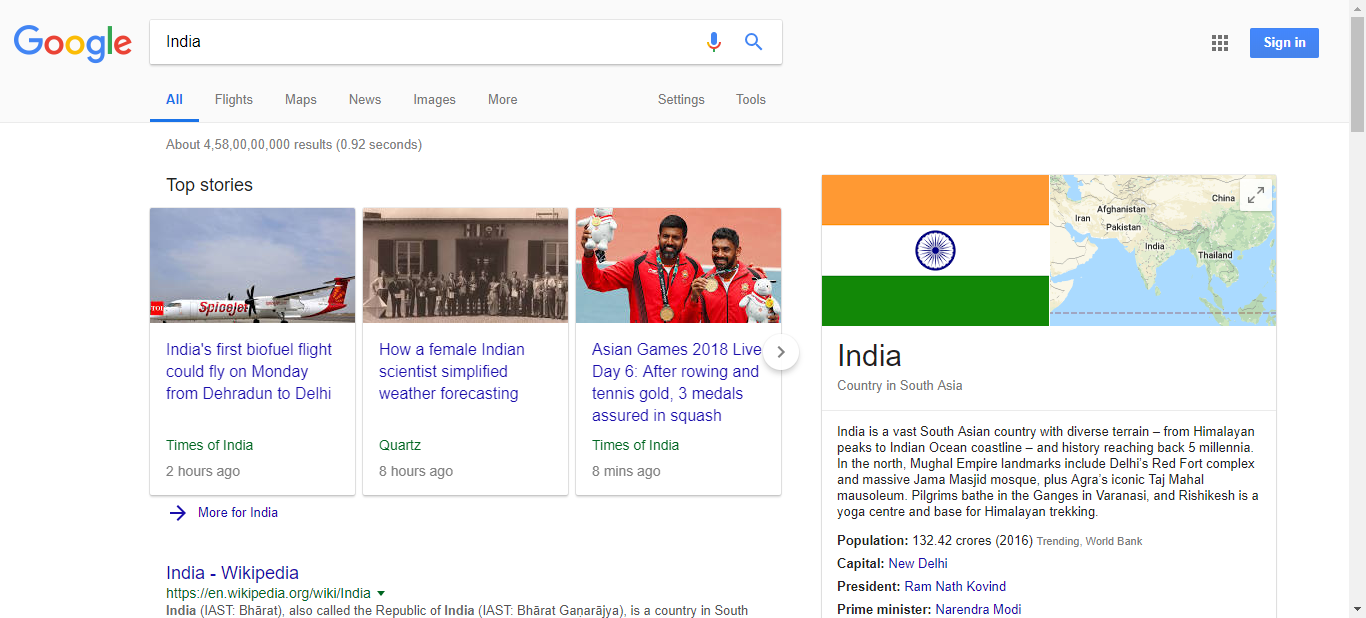 Google
India
Sign in
All
Flights
Maps
News
Images
More
Settings
Tools
About 4,58,00,00,000 results (0.92 seconds)
Top stories
TOI
Spicejet
India's first biofuel flight
could fly on Monday
from Dehradun to Delhi
Times of India
2 hours ago
How a female Indian
scientist simplified
weather forecasting
Quartz
8 hours ago
Asian Games 2018 Live
Day 6: After rowing and
tennis gold, 3 medals
assured in squash
Times of India
8 mins ago
More for India
India - Wikipedia
https://en.wikipedia.org/wiki/India
India (IAST: Bhārat), also called the Republic of India (IAST: Bhārat Gaṇarājya), is a country in South
China
Afghanistan
Iran
Pakistan
India
Thailand
India
Country in South Asia
India is a vast South Asian country with diverse terrain – from Himalayan
peaks to Indian Ocean coastline – and history reaching back 5 millennia.
In the north, Mughal Empire landmarks include Delhi's Red Fort complex
and massive Jama Masjid mosque, plus Agra's iconic Taj Mahal
mausoleum. Pilgrims bathe in the Ganges in Varanasi, and Rishikesh is a
yoga centre and base for Himalayan trekking.
Population: 132.42 crores (2016) Trending, World Bank
Capital: New Delhi
President: Ram Nath Kovind
Prime minister: Narendra Modi